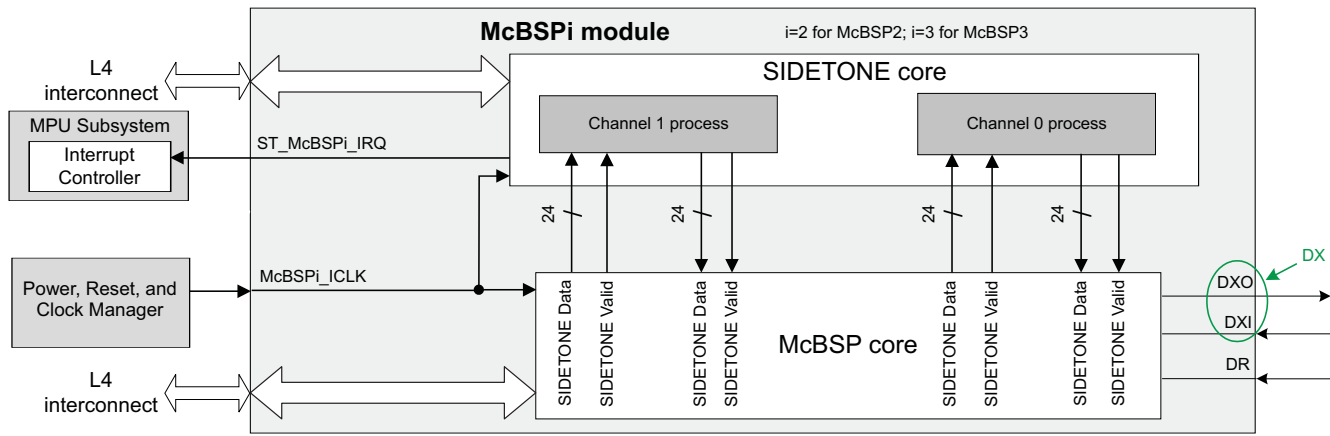 McBSPi module
i=2 for McBSP2; i=3 for McBSP3
L4
interconnect
SIDETONE core
MPU Subsystem
Interrupt
Controller
ST_McBSPi_IRQ
Channel 1 process
Channel 0 process
24
24
24
24
Power, Reset, and
Clock Manager
McBSPi_ICLK
SIDETONE Data
SIDETONE Valid
SIDETONE Data
SIDETONE Valid
McBSP core
SIDETONE Data
SIDETONE Valid
SIDETONE Data
SIDETONE Valid
DX
DXO
DXI
DR
L4
interconnect